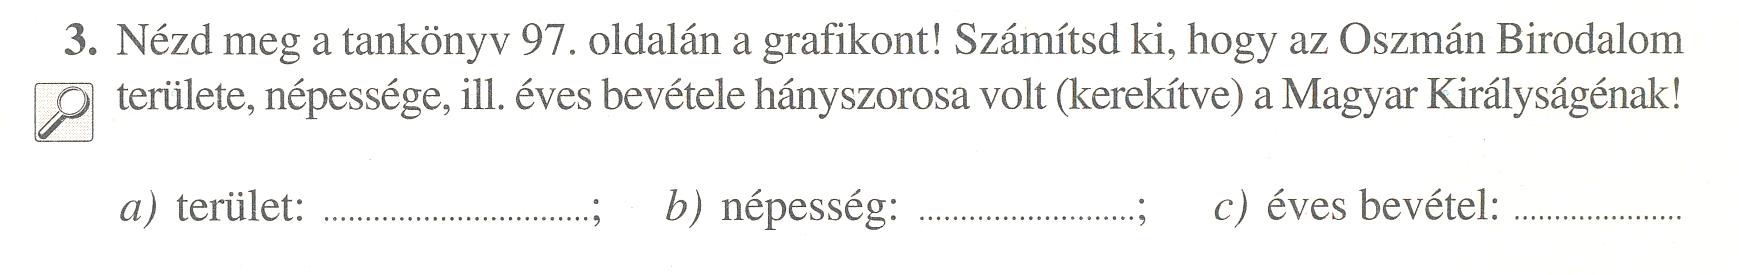 3. Nézd meg a tankönyv 97. oldalán a grafikont! Számítsd ki, hogy az Oszmán Birodalom
területe, népessége, ill. éves bevétele hányszorosa volt (kerekítve) a Magyar Királyságénak!
a) terület: ..............................; b) népesség: ..............................; c) éves bevétel: ....................